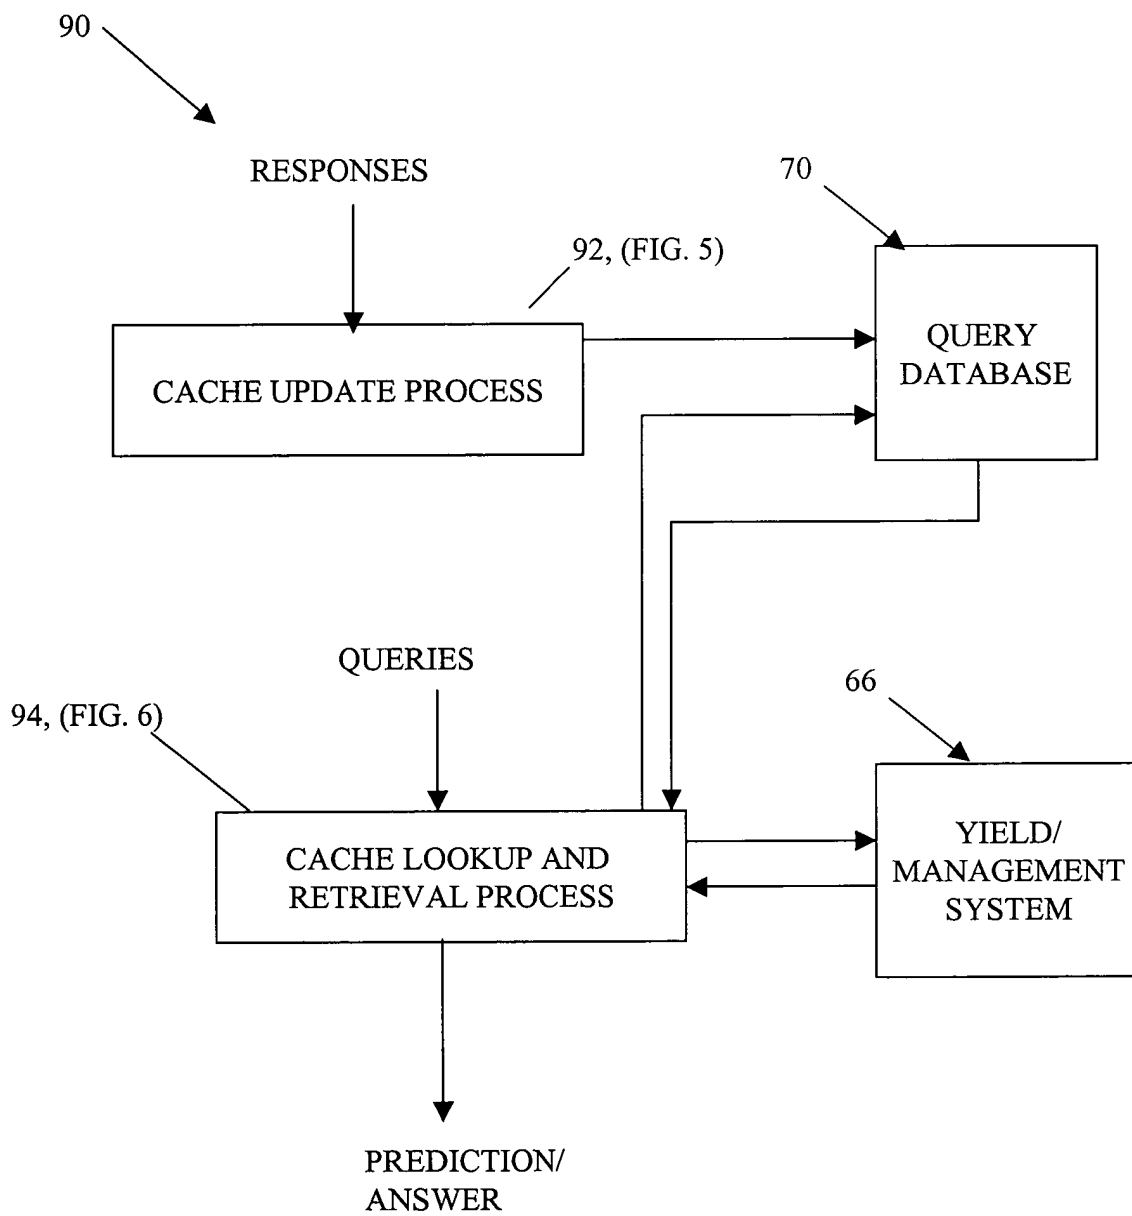 90
RESPONSES
70
92, (FIG. 5)
QUERY
DATABASE
CACHE UPDATE PROCESS
QUERIES
66
94, (FIG. 6)
YIELD/
MANAGEMENT
SYSTEM
CACHE LOOKUP AND
RETRIEVAL PROCESS
PREDICTION/
ANSWER